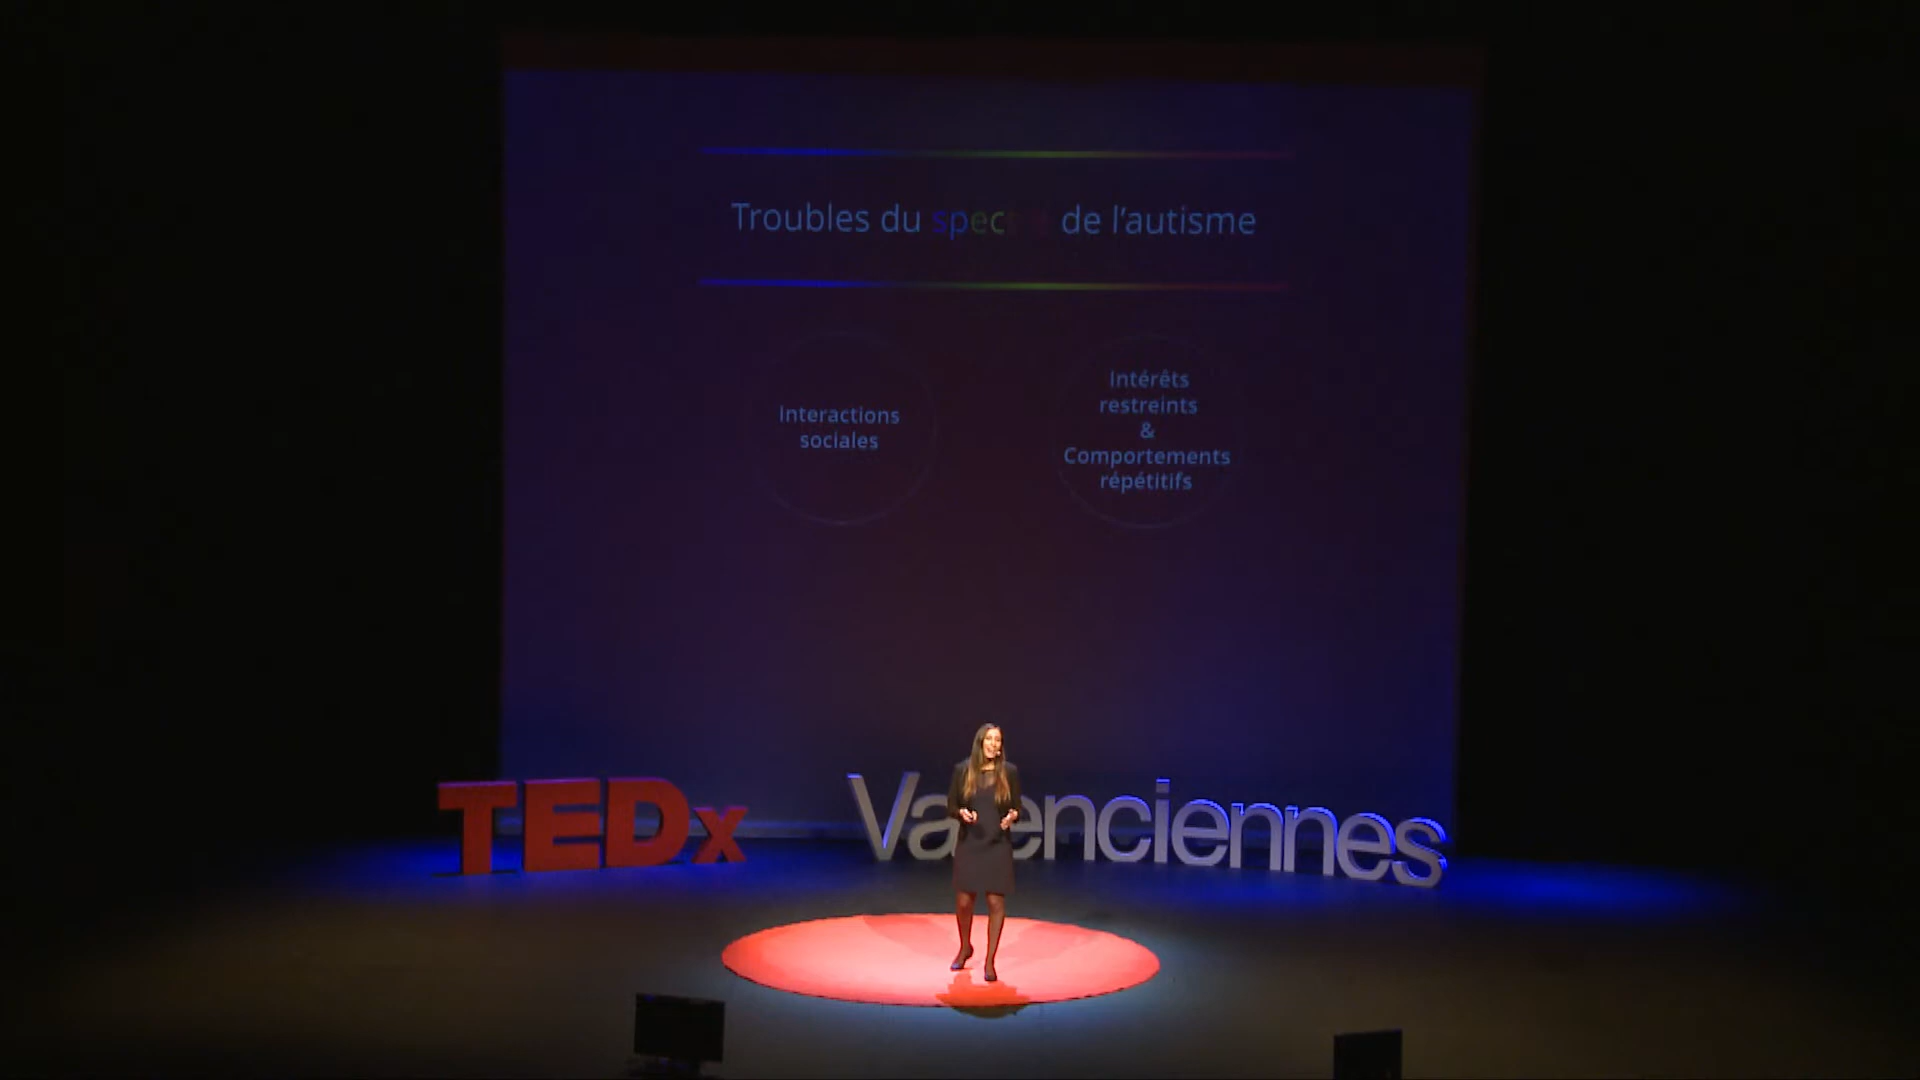 Troubles du spectre de l'autisme
Interactions
sociales
Intérêts
restreints
&
Comportements
répétitifs
TEDx Valenciennes